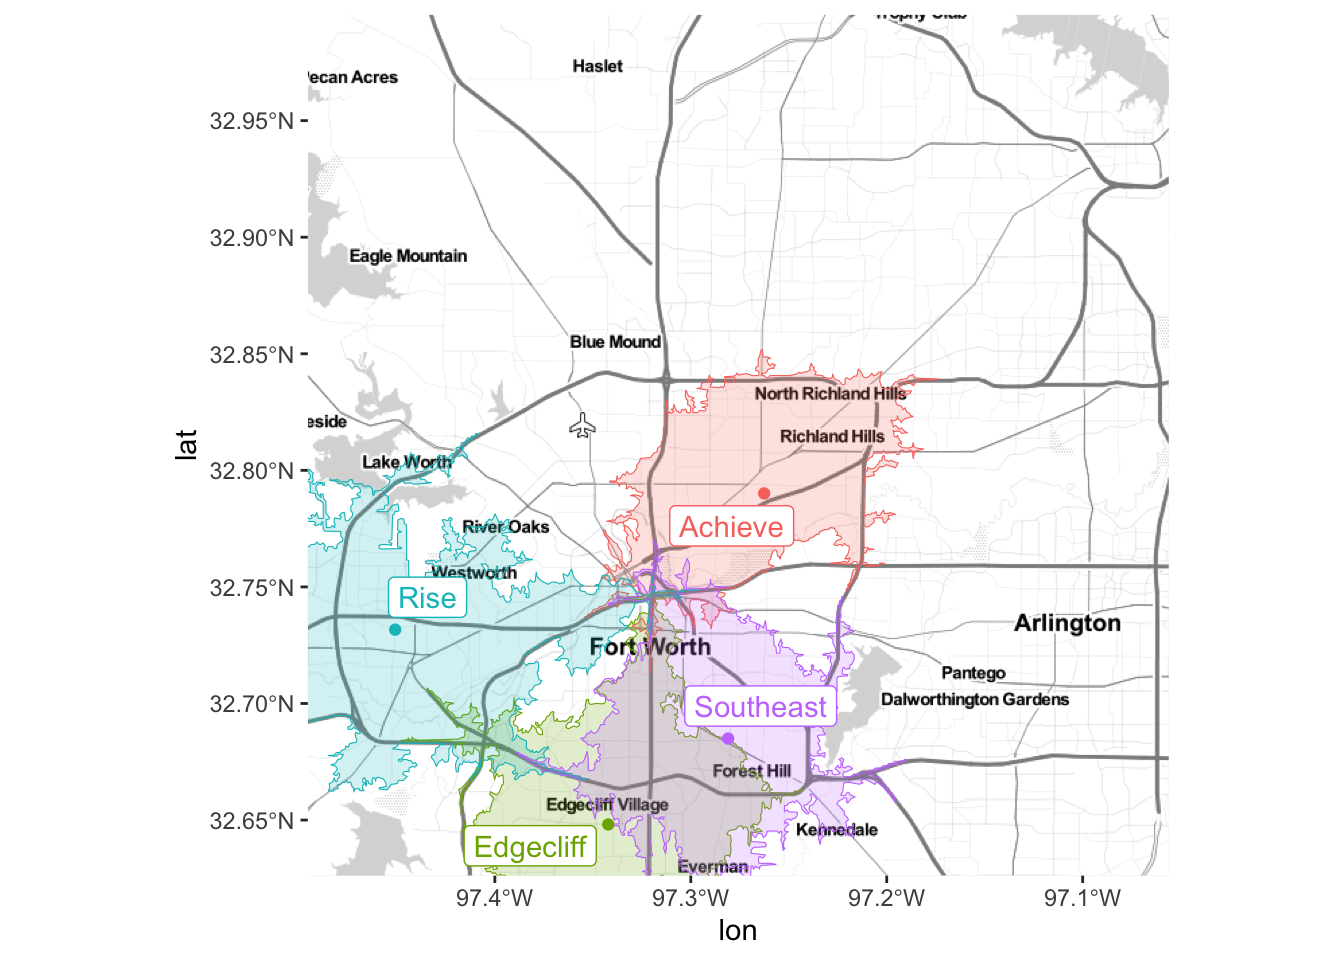 Trophy Club
Haslet
ecan Acres
32.95°N
32.90°N
Eagle Mountain
32.85°N
Blue Mound
North Richland Hills
eside
Richland Hills
lat
Lake Worth
32.80°N
River Oaks
Achieve
Westworth
32.75°N
Rise
Arlington
Fort Worth
Pantego
32.70°N
Southeast
Dalworthington Gardens
Forest Hill
Edgecliff Village
32.65°N
Kennedale
Edgecliff
Everman
97.4°W
97.3°W
97.2°W
97.1°W
lon